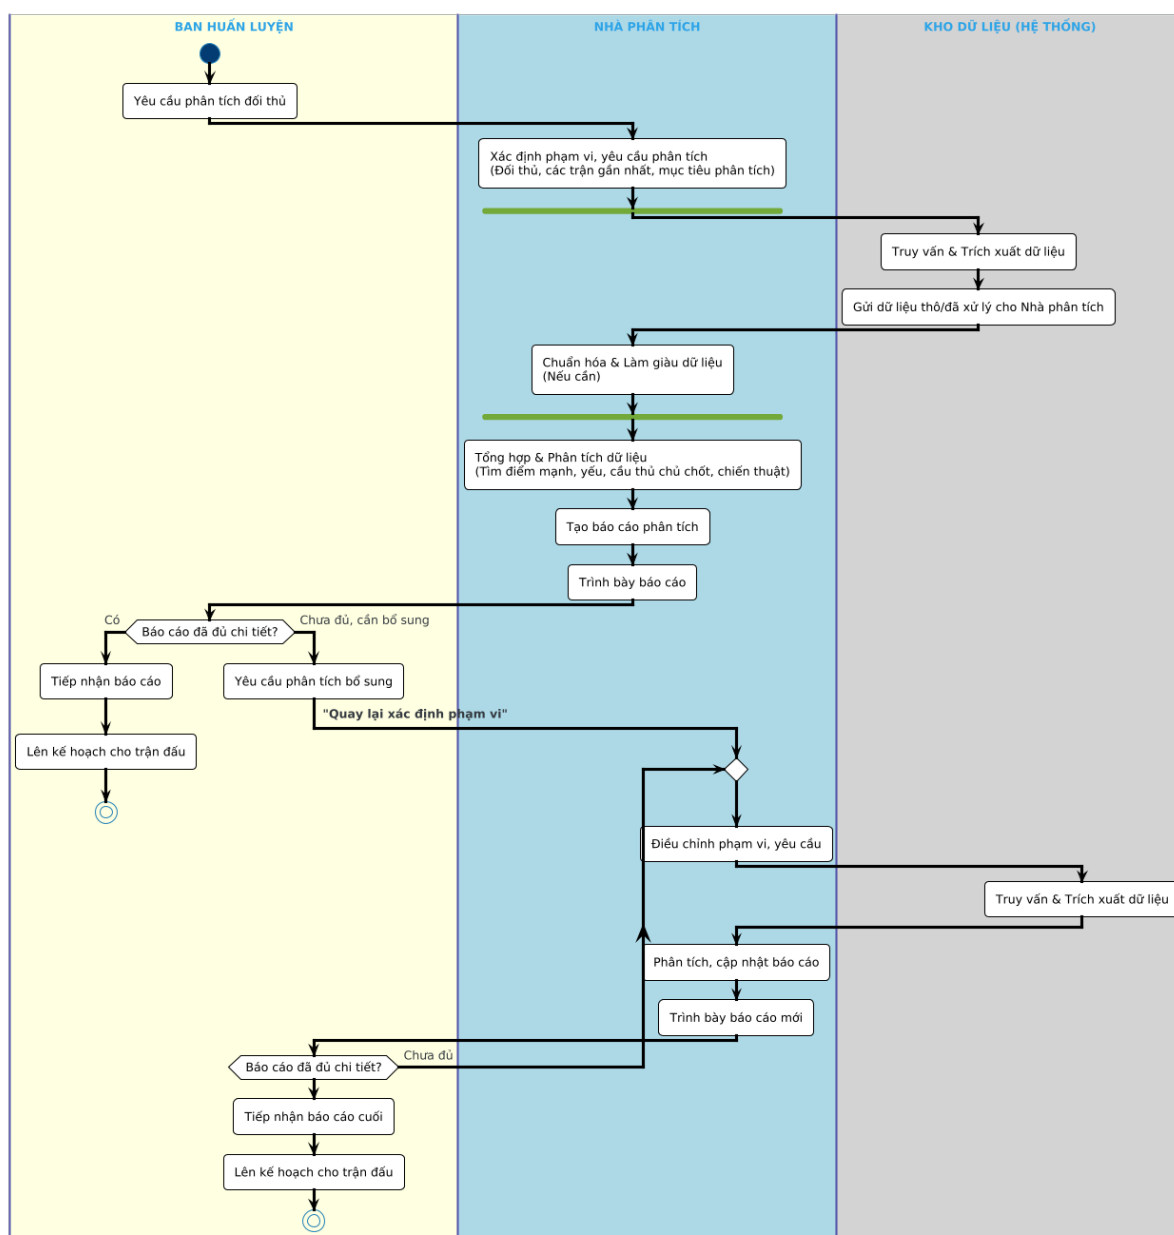 BAN HUẤN LUYỆN
NHÀ PHÂN TÍCH
KHO DỮ LIỆU (HỆ THỐNG)
Yêu cầu phân tích đối thủ
Xác định phạm vi, yêu cầu phân tích
(Đối thủ, các trận gần nhất, mục tiêu phân tích)
Truy vấn & Trích xuất dữ liệu
Gửi dữ liệu thô/đã xử lý cho Nhà phân tích
Chuẩn hóa & Làm giàu dữ liệu
(Nếu cần)
Tổng hợp & Phân tích dữ liệu
(Tìm điểm mạnh, yếu, cầu thủ chủ chốt, chiến thuật)
Tạo báo cáo phân tích
Trình bày báo cáo
Có
Báo cáo đã đủ chi tiết?
Chưa đủ, cần bổ sung
Tiếp nhận báo cáo
Yêu cầu phân tích bổ sung
"Quay lại xác định phạm vi"
Lên kế hoạch cho trận đấu
Điều chỉnh phạm vi, yêu cầu
Truy vấn & Trích xuất dữ liệu
Phân tích, cập nhật báo cáo
Trình bày báo cáo mới
Báo cáo đã đủ chi tiết?
Chưa đủ
Tiếp nhận báo cáo cuối
Lên kế hoạch cho trận đấu